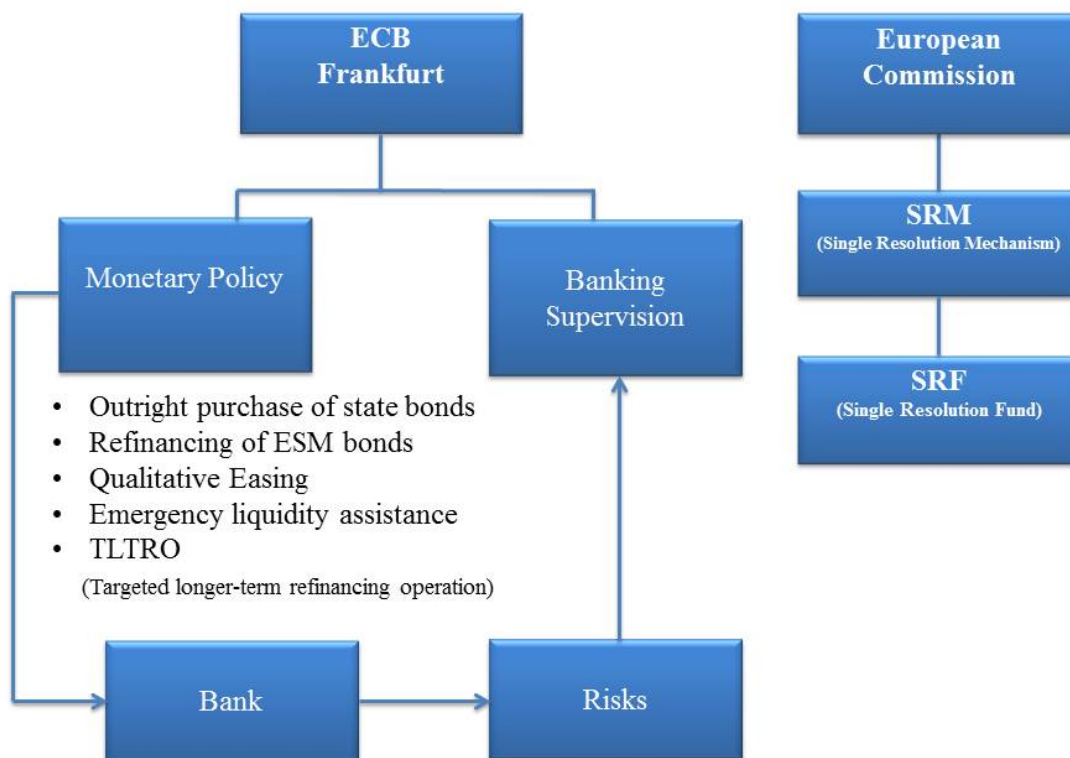 ECB
Frankfurt
European
Commission
Monetary Policy
Banking
Supervision
SRM
(Single Resolution Mechanism)
SRF
(Single Resolution Fund)
• Outright purchase of state bonds
• Refinancing of ESM bonds
• Qualitative Easing
• Emergency liquidity assistance
• TLTRO
(Targeted longer-term refinancing operation)
Bank
Risks